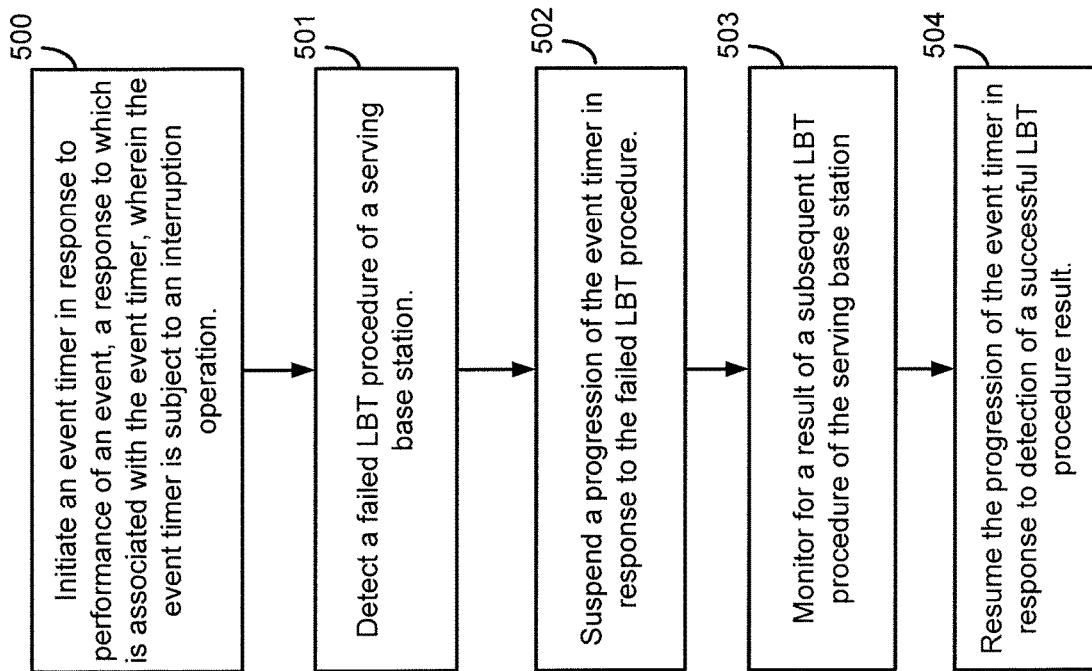 500
Initiate an event timer in response to
performance of an event, a response to which
is associated with the event timer, wherein the
event timer is subject to an interruption
operation.
501
Detect a failed LBT procedure of a serving
base station.
502
Suspend a progression of the event timer in
response to the failed LBT procedure.
503
Monitor for a result of a subsequent LBT
procedure of the serving base station
504
Resume the progression of the event timer in
response to detection of a successful LBT
procedure result.